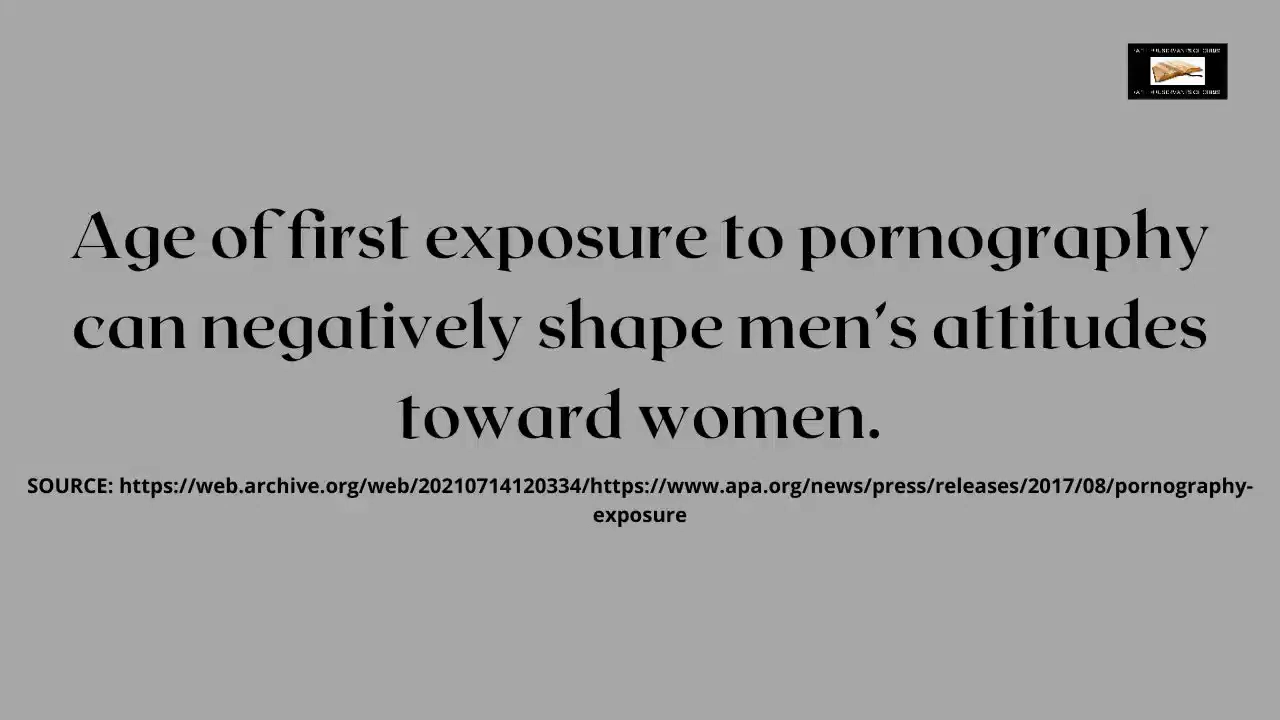 Age of first exposure to pornography
can negatively shape men's attitudes
toward women.
SOURCE: https://web.archive.org/web/20210714120334/https://www.apa.org/news/press/releases/2017/08/pornography-
exposure